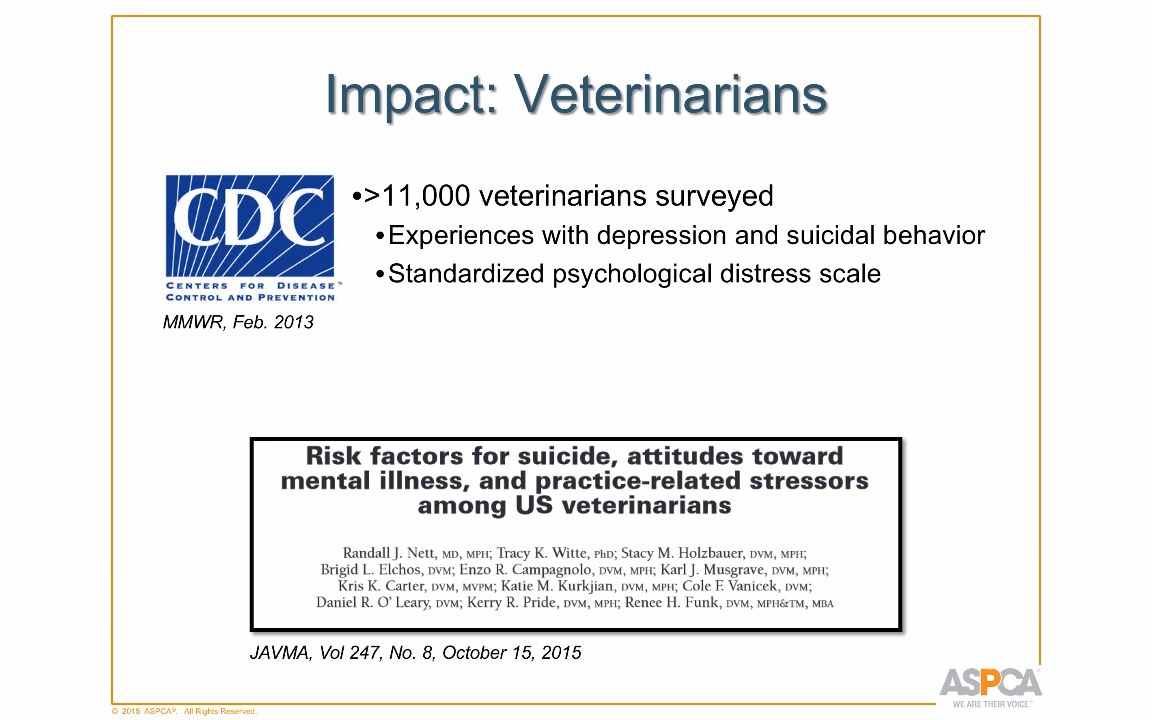 Impact: Veterinarians
CDC
CENTERS FOR DISEASE™
CONTROL AND PREVENTION
MMWR, Feb. 2013
•>11,000 veterinarians surveyed
•Experiences with depression and suicidal behavior
•Standardized psychological distress scale
Risk factors for suicide, attitudes toward
mental illness, and practice-related stressors
among US veterinarians
Randall J. Nett, MD, MPH; Tracy K. Witte, PhD; Stacy M. Holzbauer, DVM, MPH;
Brigid L. Elchos, DVM; Enzo R. Campagnolo, DVM, MPH; Karl J. Musgrave, DVM, MPH;
Kris K. Carter, DVM, MVPM; Katie M. Kurkjian, DVM, MPH; Cole F. Vanicek, DVM;
Daniel R. O' Leary, DVM; Kerry R. Pride, DVM, MPH; Renee H. Funk, DVM, MPH&TM, MBA
JAVMA, Vol 247, No. 8, October 15, 2015
ASPCA®
WE ARE THEIR VOICE.®
© 2015 ASPCA®. All Rights Reserved.